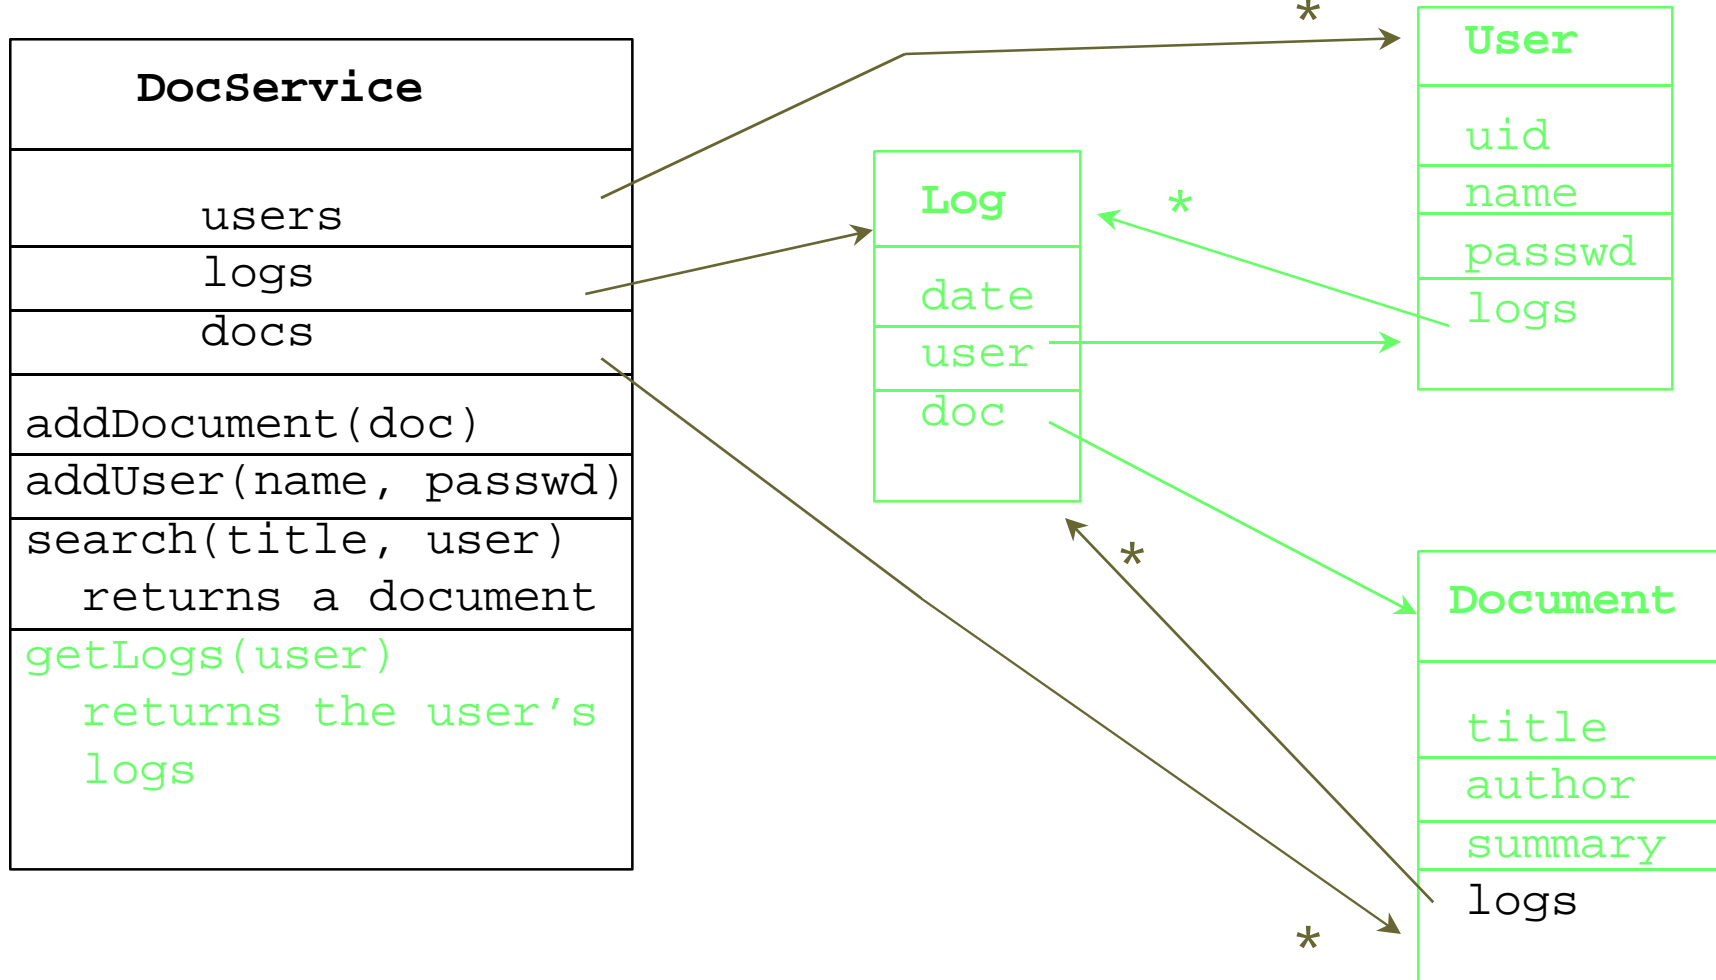 DocService
users
logs
docs
addDocument(doc)
addUser(name, passwd)
search(title, user)
returns a document
getLogs(user)
returns the user’s
logs
*
Log
date
user
doc
*
*
*
User
uid
name
passwd
logs
Document
title
author
summary
logs